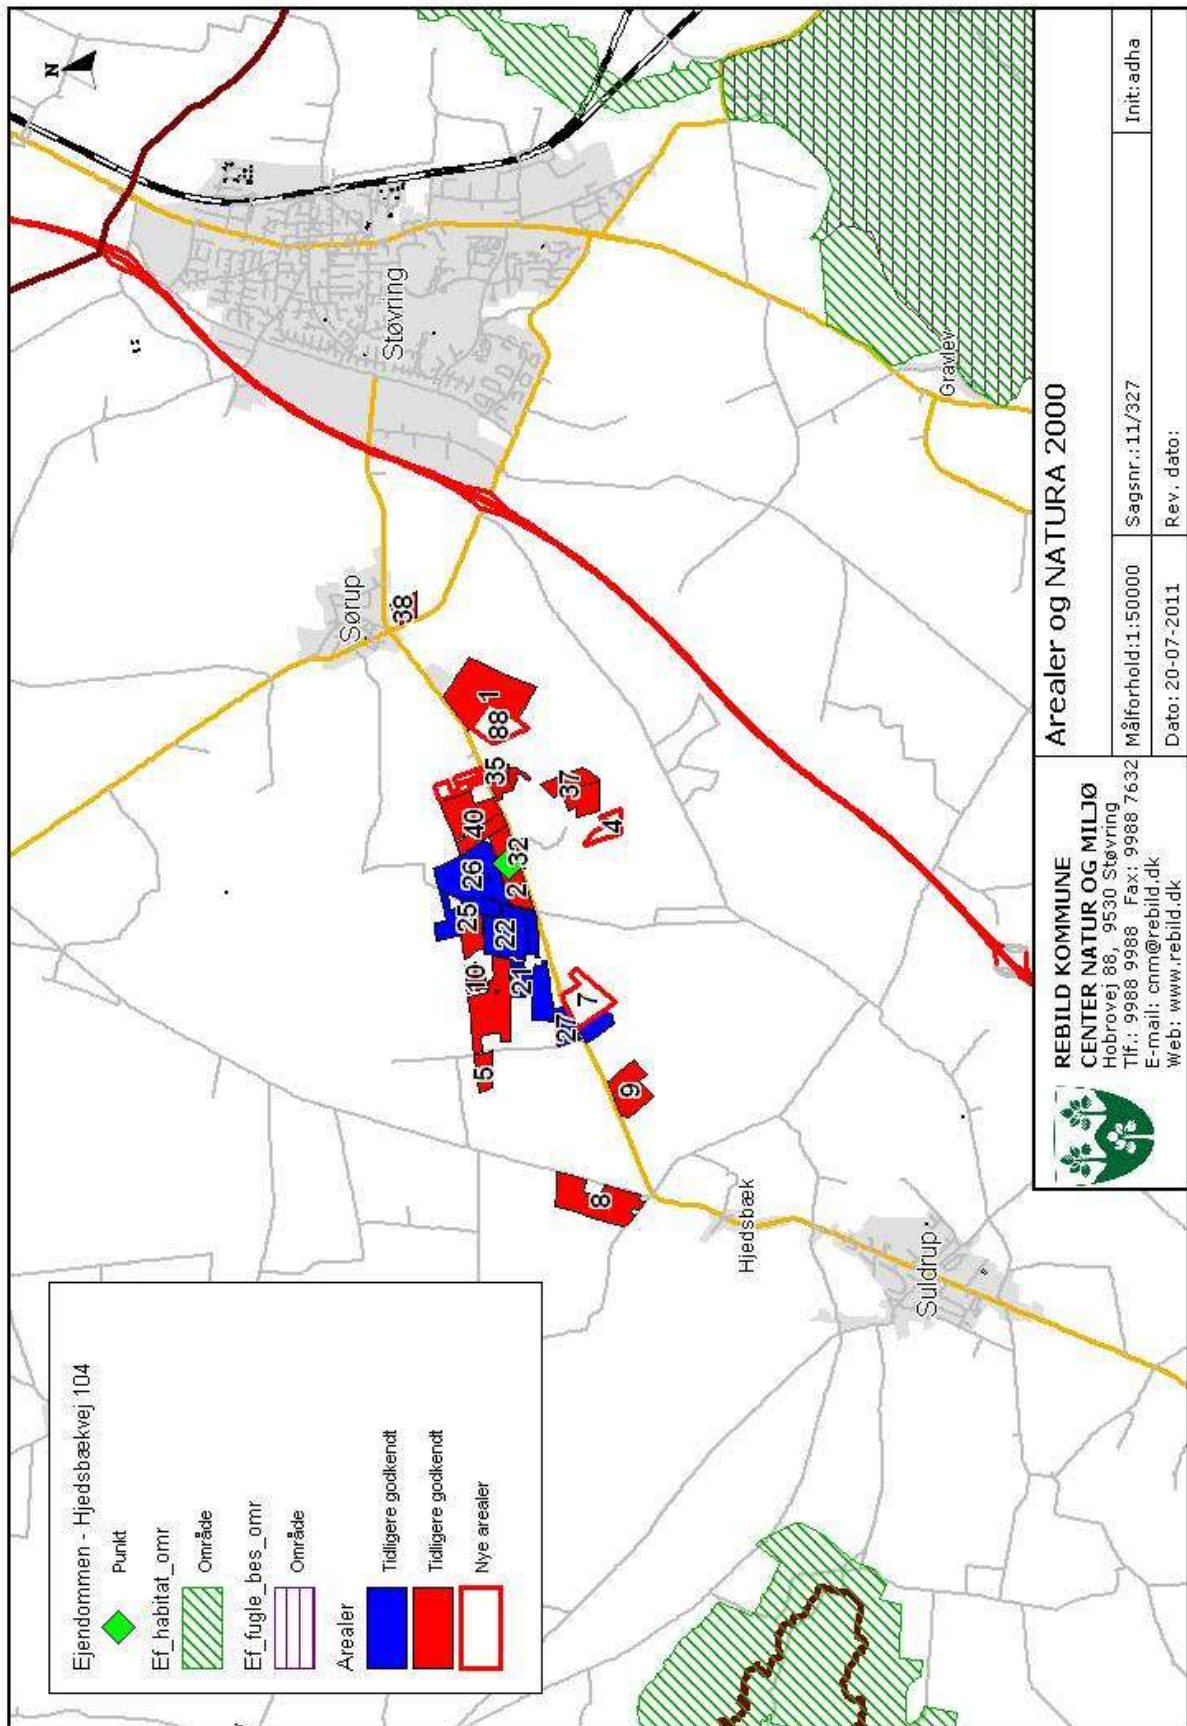 N
Ejendommen - Hjedsbækvej 104
Punkt
Ef_habitat_omr
Område
Ef_fugle_bes_omr
Område
Arealer
Tidligere godkendt
Tidligere godkendt
Nye arealer
Støvring
Sørup
38
1
88
35
40
37
4
32
2
26
25
22
10
21
7
27
5
9
8
Hjedsbæk
Suldrup
Gravlev
REBILD KOMMUNE
CENTER NATUR OG MILJØ
Hobrovej 88, 9530 Støvring
Tlf.: 9988 9988 Fax: 9988 7632
E-mail: cnm@rebild.dk
Web: www.rebild.dk
Arealer og NATURA 2000
Målforhold:1:50000
Sagsnr.:11/327
Init:adha
Dato: 20-07-2011
Rev. dato: